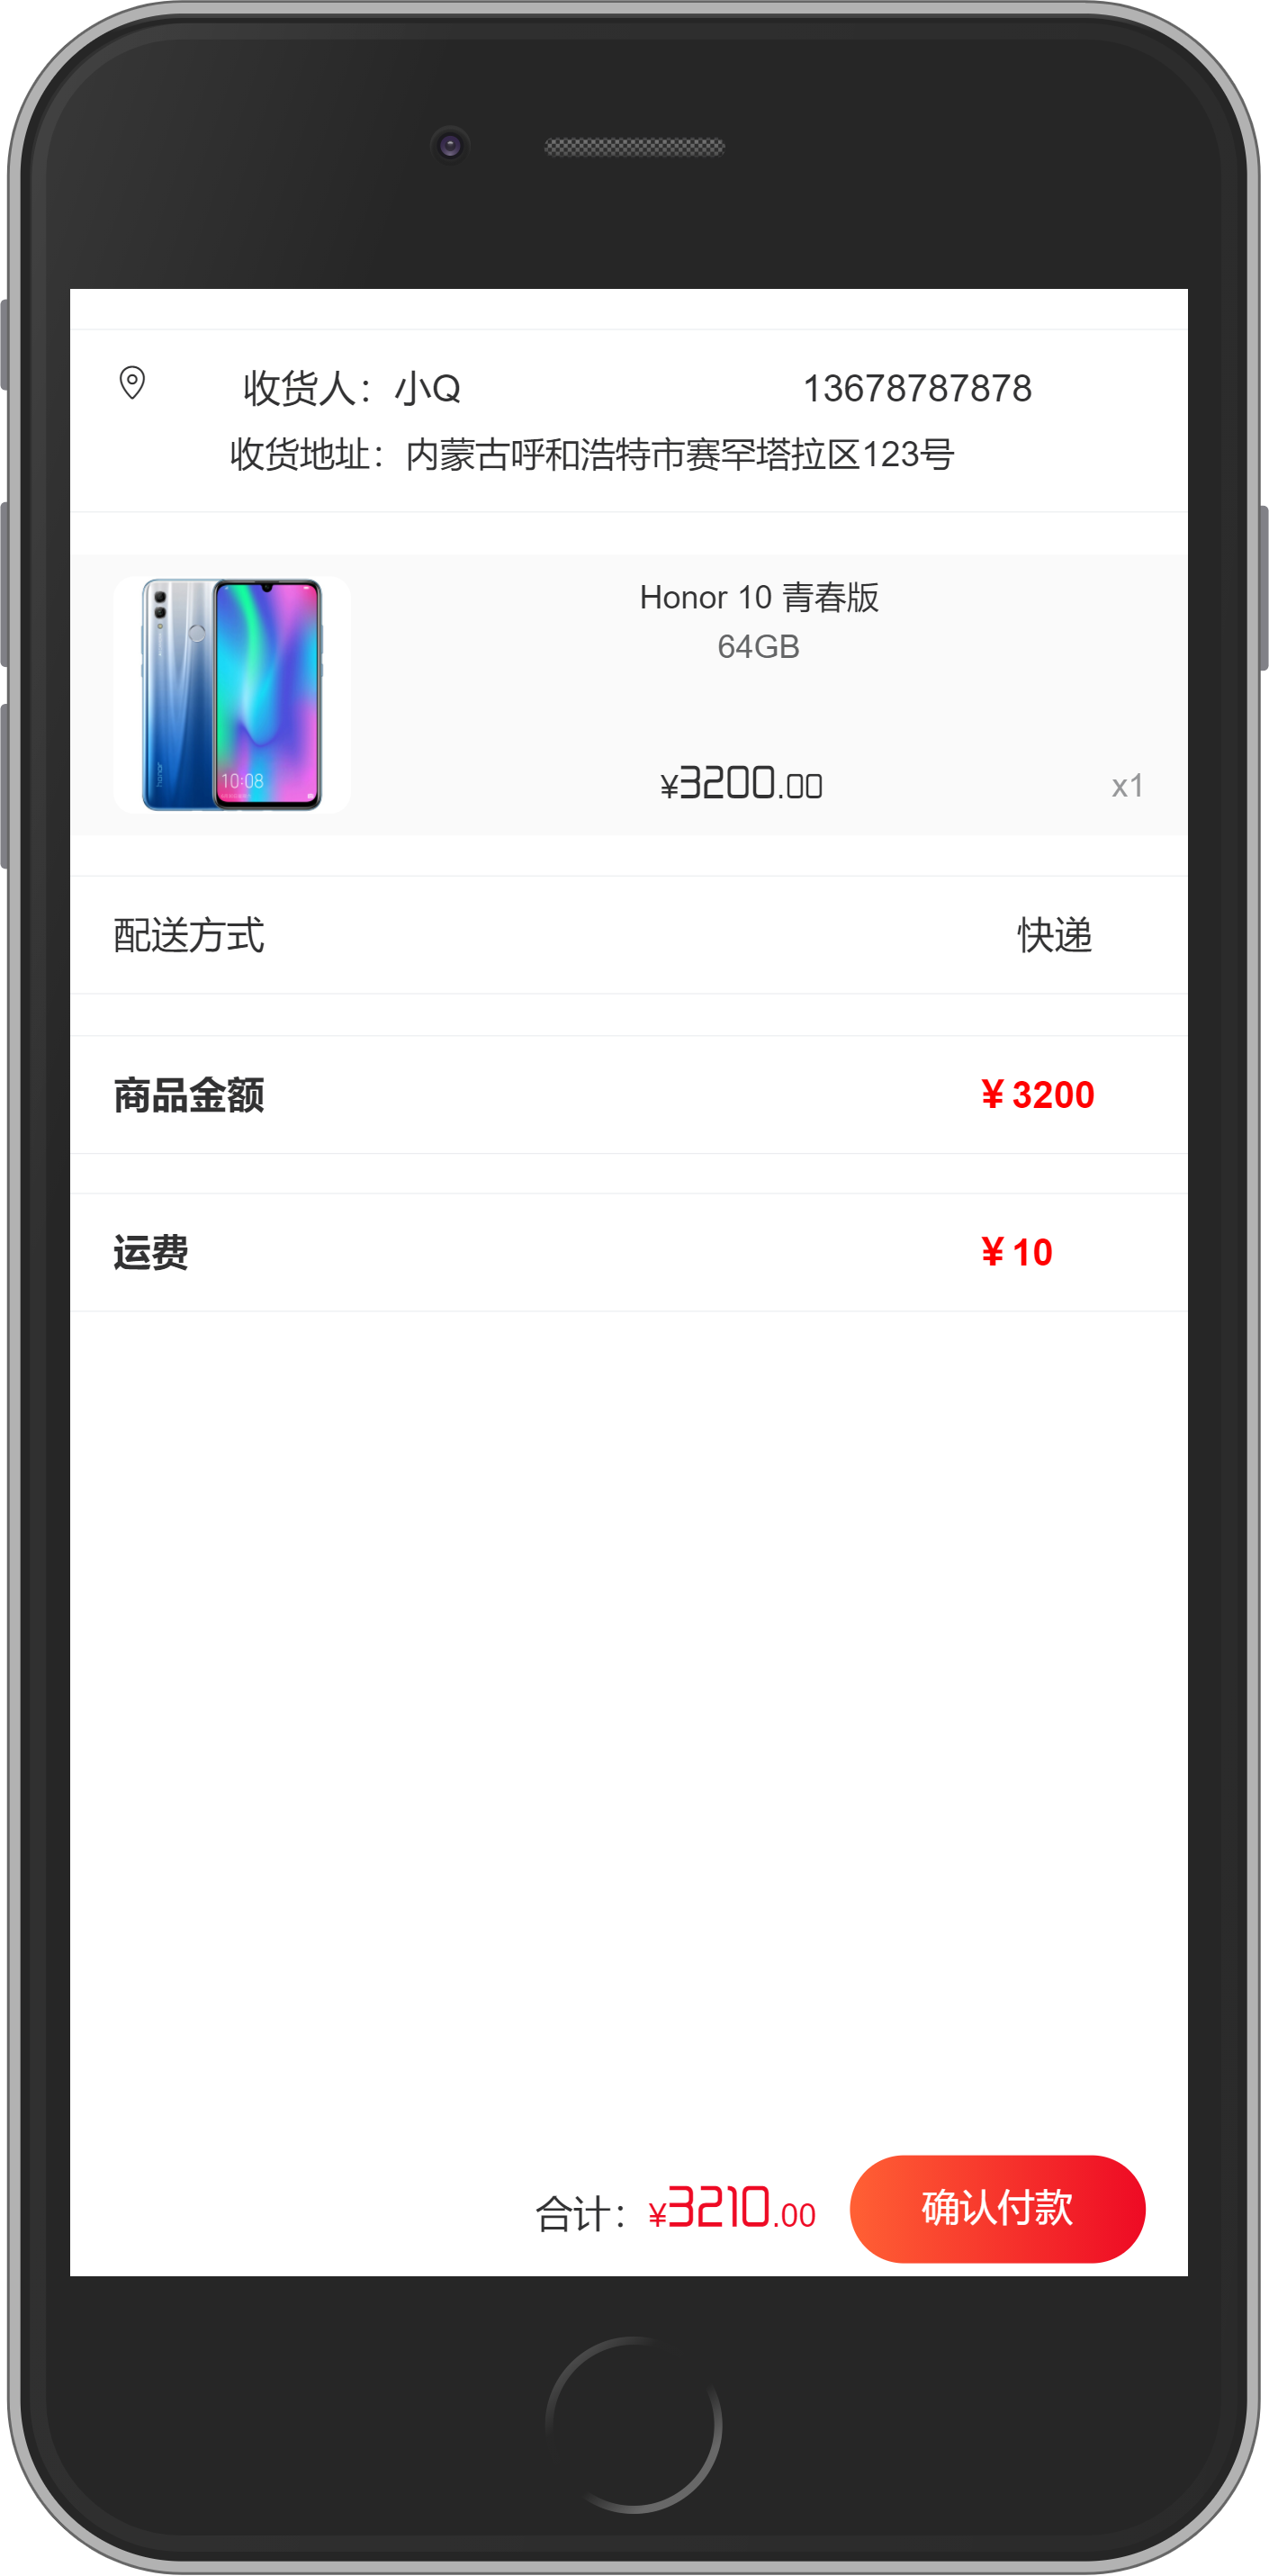 收货人：小Q 13678787878
收货地址：内蒙古呼和浩特市赛罕塔拉区123号
Honor 10 青春版
64GB
10:08
honor
¥3200.00 x1
配送方式 快递
商品金额 ¥3200
运费 ¥10
合计：¥3210.00 确认付款